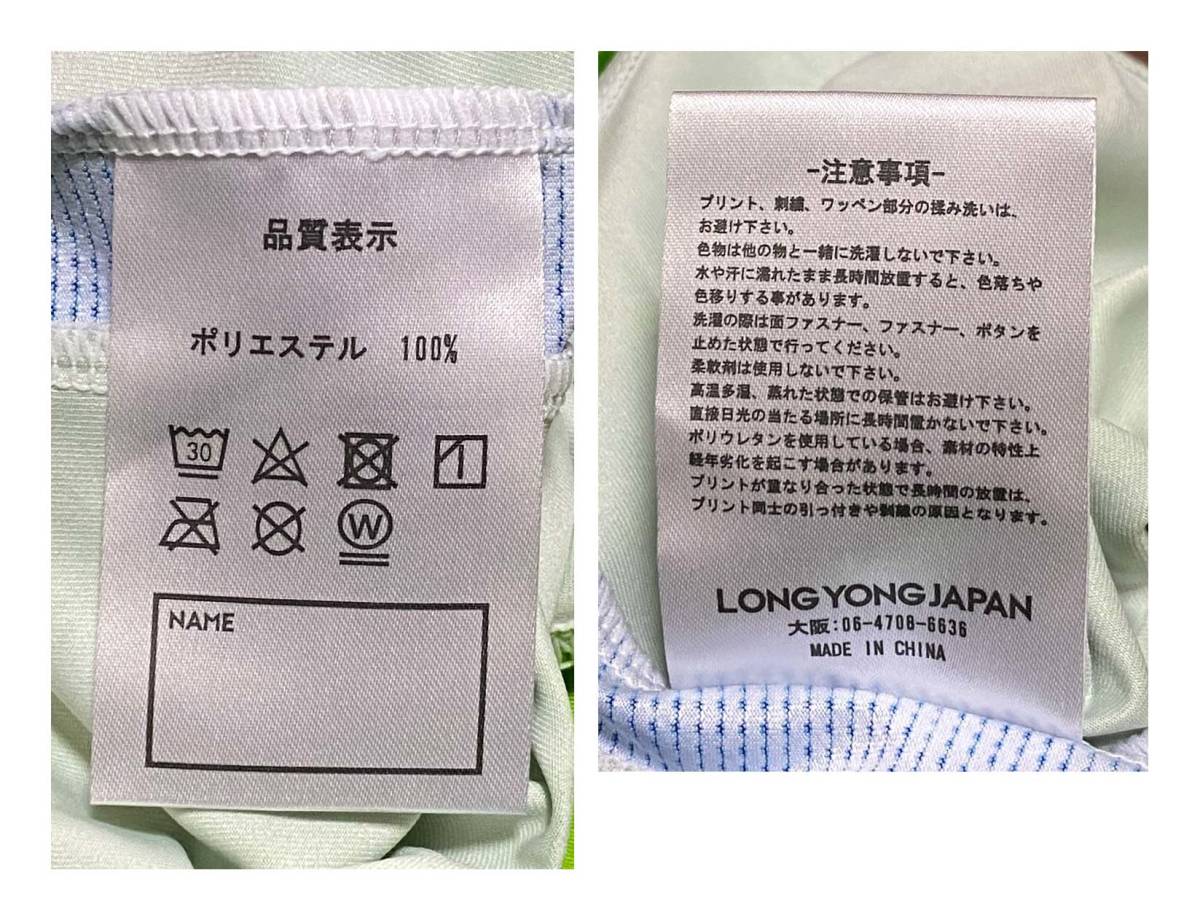 品質表示
ポリエステル 100%
30
W
NAME
-注意事項-
プリント、刺繍、ワッペン部分の揉み洗いは、
お避け下さい。
色物は他の物と一緒に洗濯しないで下さい。
水や汗に濡れたまま長時間放置すると、色落ちや
色移りする事があります。
洗濯の際は面ファスナー、ファスナー、ボタンを
止めた状態で行ってください。
柔軟剤は使用しないで下さい。
高温多湿、蒸れた状態での保管はお避け下さい。
直接日光の当たる場所に長時間置かないで下さい。
ポリウレタンを使用している場合、素材の特性上
経年劣化を起こす場合があります。
プリントが重なり合った状態で長時間の放置は、
プリント同士の引っ付きや剥離の原因となります。
LONG YONG JAPAN
大阪:06-4708-6636
MADE IN CHINA